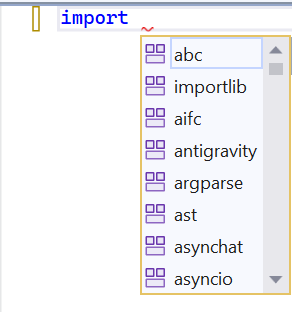 import
abc
importlib
aifc
antigravity
argparse
ast
asynchat
asyncio